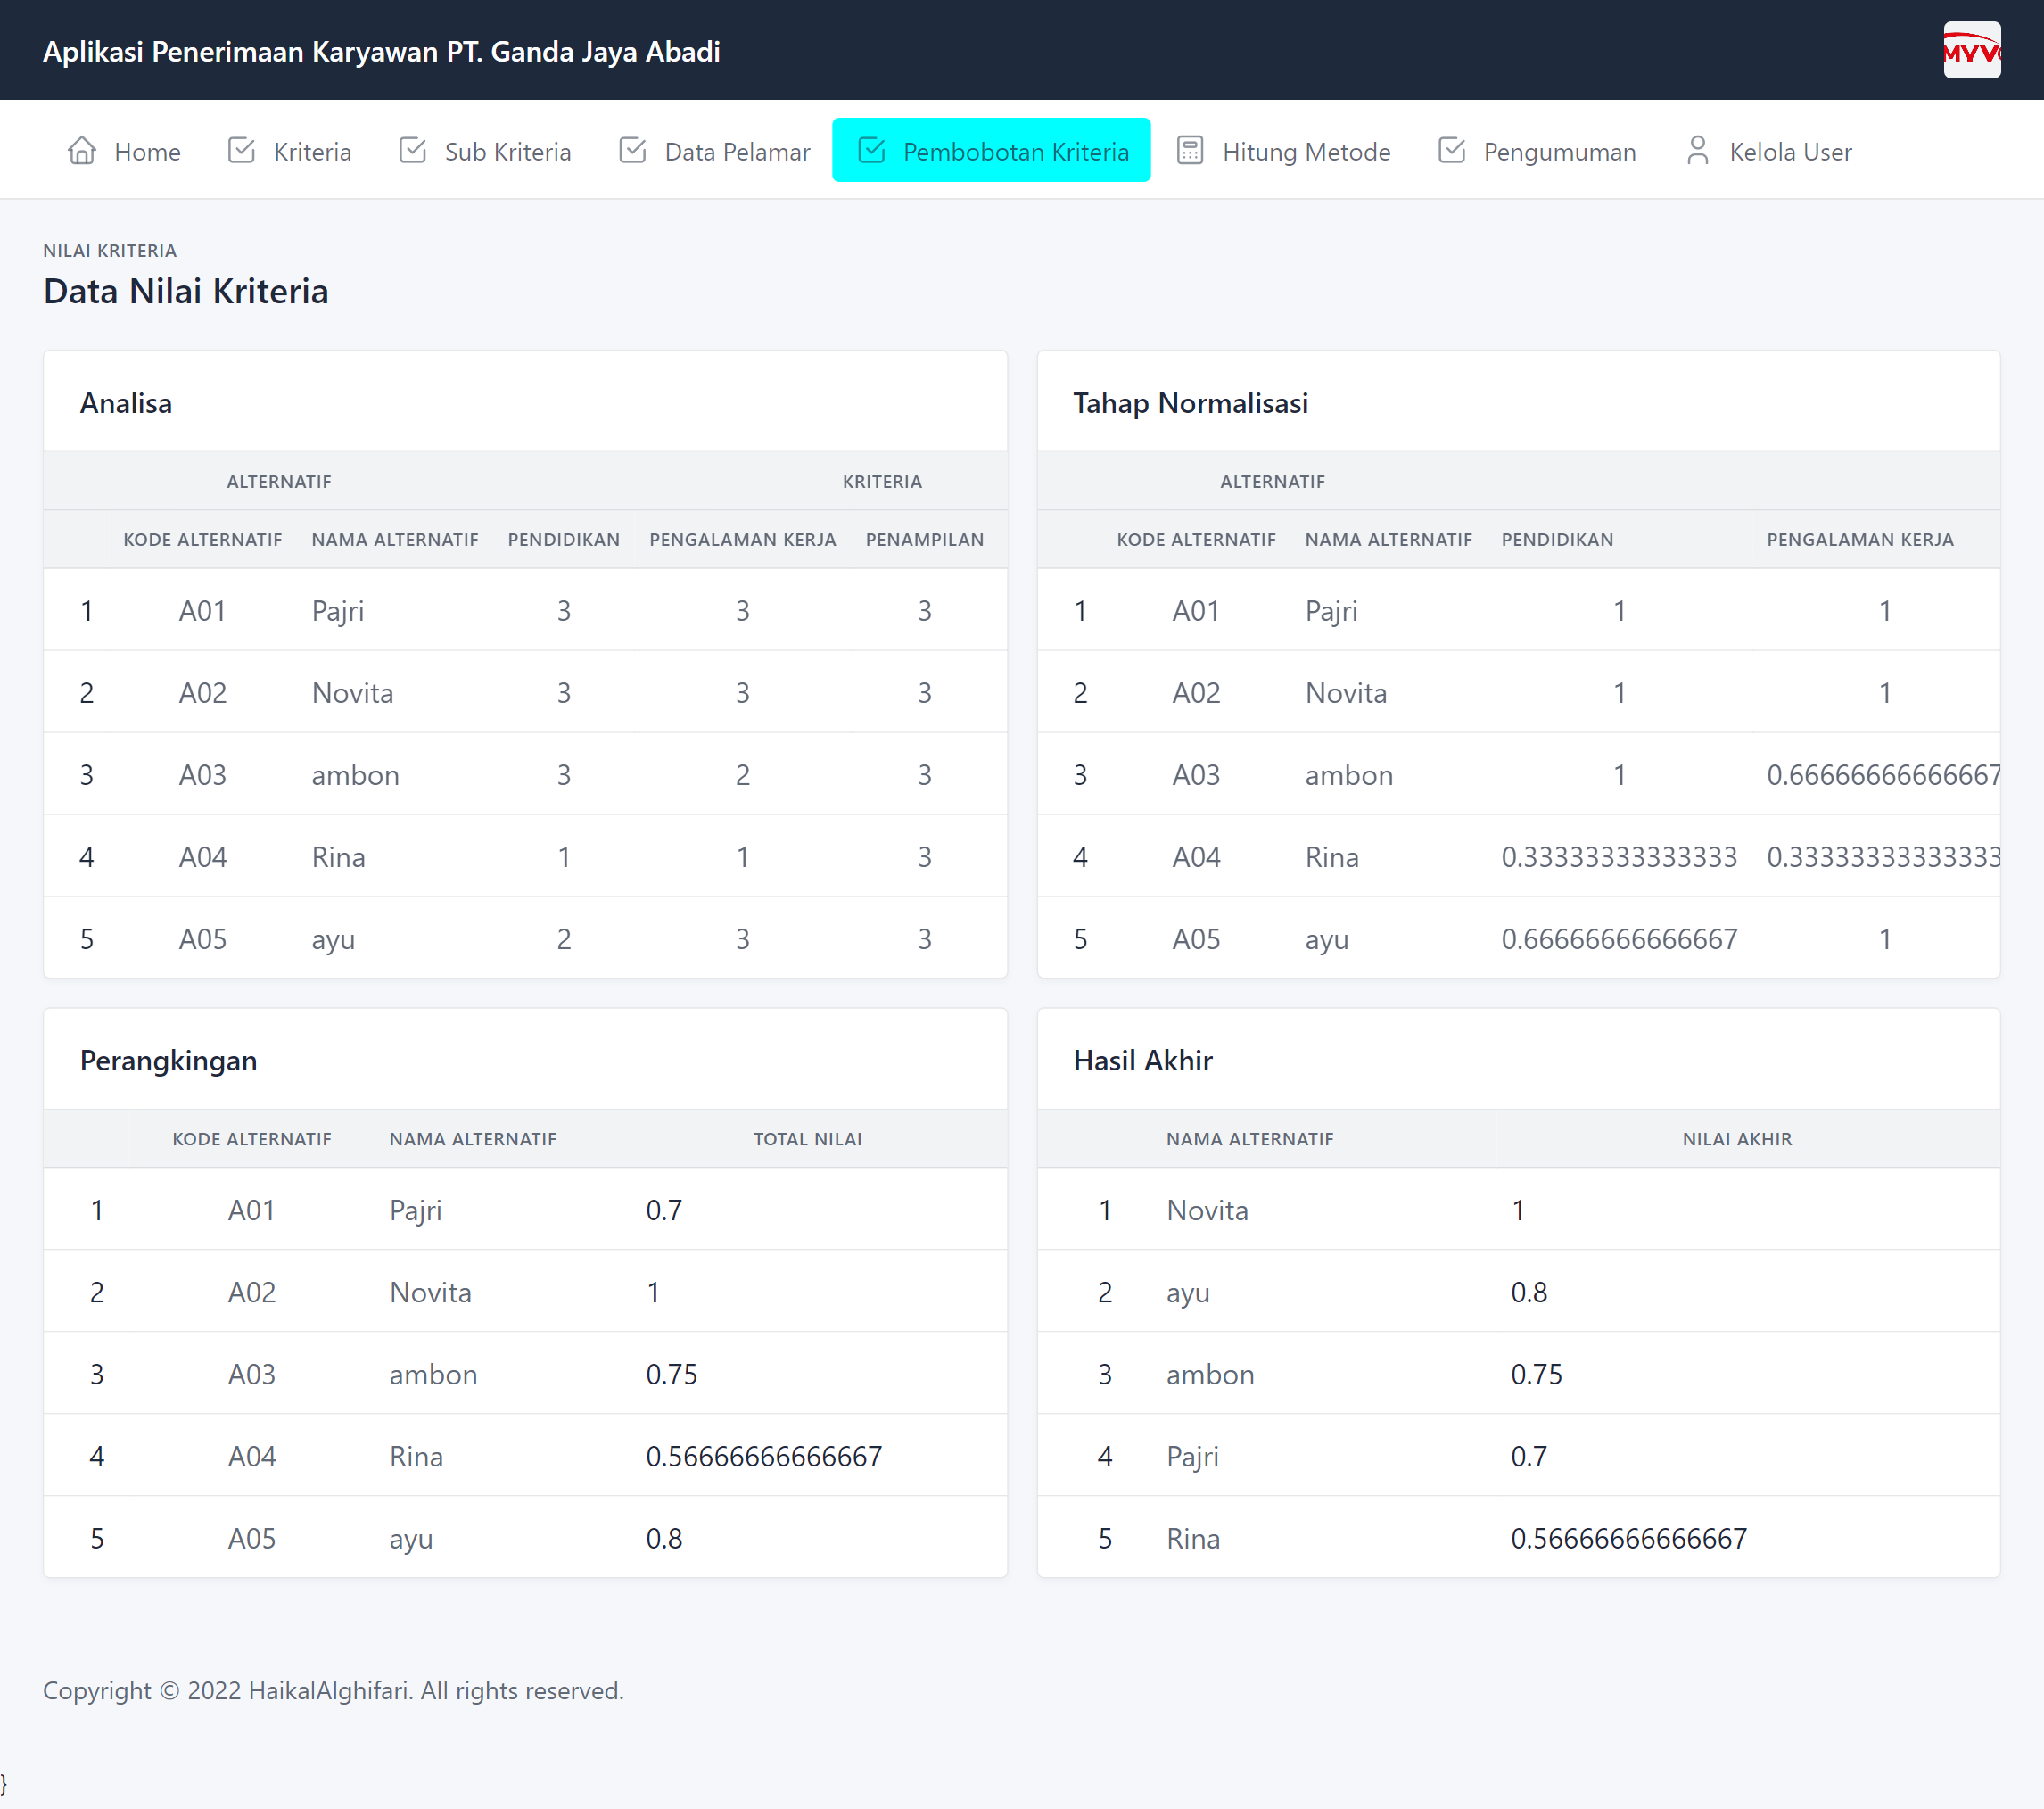 Aplikasi Penerimaan Karyawan PT. Ganda Jaya Abadi
MYV
Home Kriteria Sub Kriteria Data Pelamar Pembobotan Kriteria Hitung Metode Pengumuman Kelola User
NILAI KRITERIA
Data Nilai Kriteria
Analisa
ALTERNATIF KRITERIA
KODE ALTERNATIF NAMA ALTERNATIF PENDIDIKAN PENGALAMAN KERJA PENAMPILAN
1 A01 Pajri 3 3 3
2 A02 Novita 3 3 3
3 A03 ambon 3 2 3
4 A04 Rina 1 1 3
5 A05 ayu 2 3 3
Tahap Normalisasi
ALTERNATIF
KODE ALTERNATIF NAMA ALTERNATIF PENDIDIKAN PENGALAMAN KERJA
1 A01 Pajri 1 1
2 A02 Novita 1 1
3 A03 ambon 1 0.66666666666667
4 A04 Rina 0.33333333333333 0.33333333333333
5 A05 ayu 0.66666666666667 1
Perangkingan
KODE ALTERNATIF NAMA ALTERNATIF TOTAL NILAI
1 A01 Pajri 0.7
2 A02 Novita 1
3 A03 ambon 0.75
4 A04 Rina 0.56666666666667
5 A05 ayu 0.8
Hasil Akhir
NAMA ALTERNATIF NILAI AKHIR
1 Novita 1
2 ayu 0.8
3 ambon 0.75
4 Pajri 0.7
5 Rina 0.56666666666667
Copyright © 2022 HaikalAlghifari. All rights reserved.
}